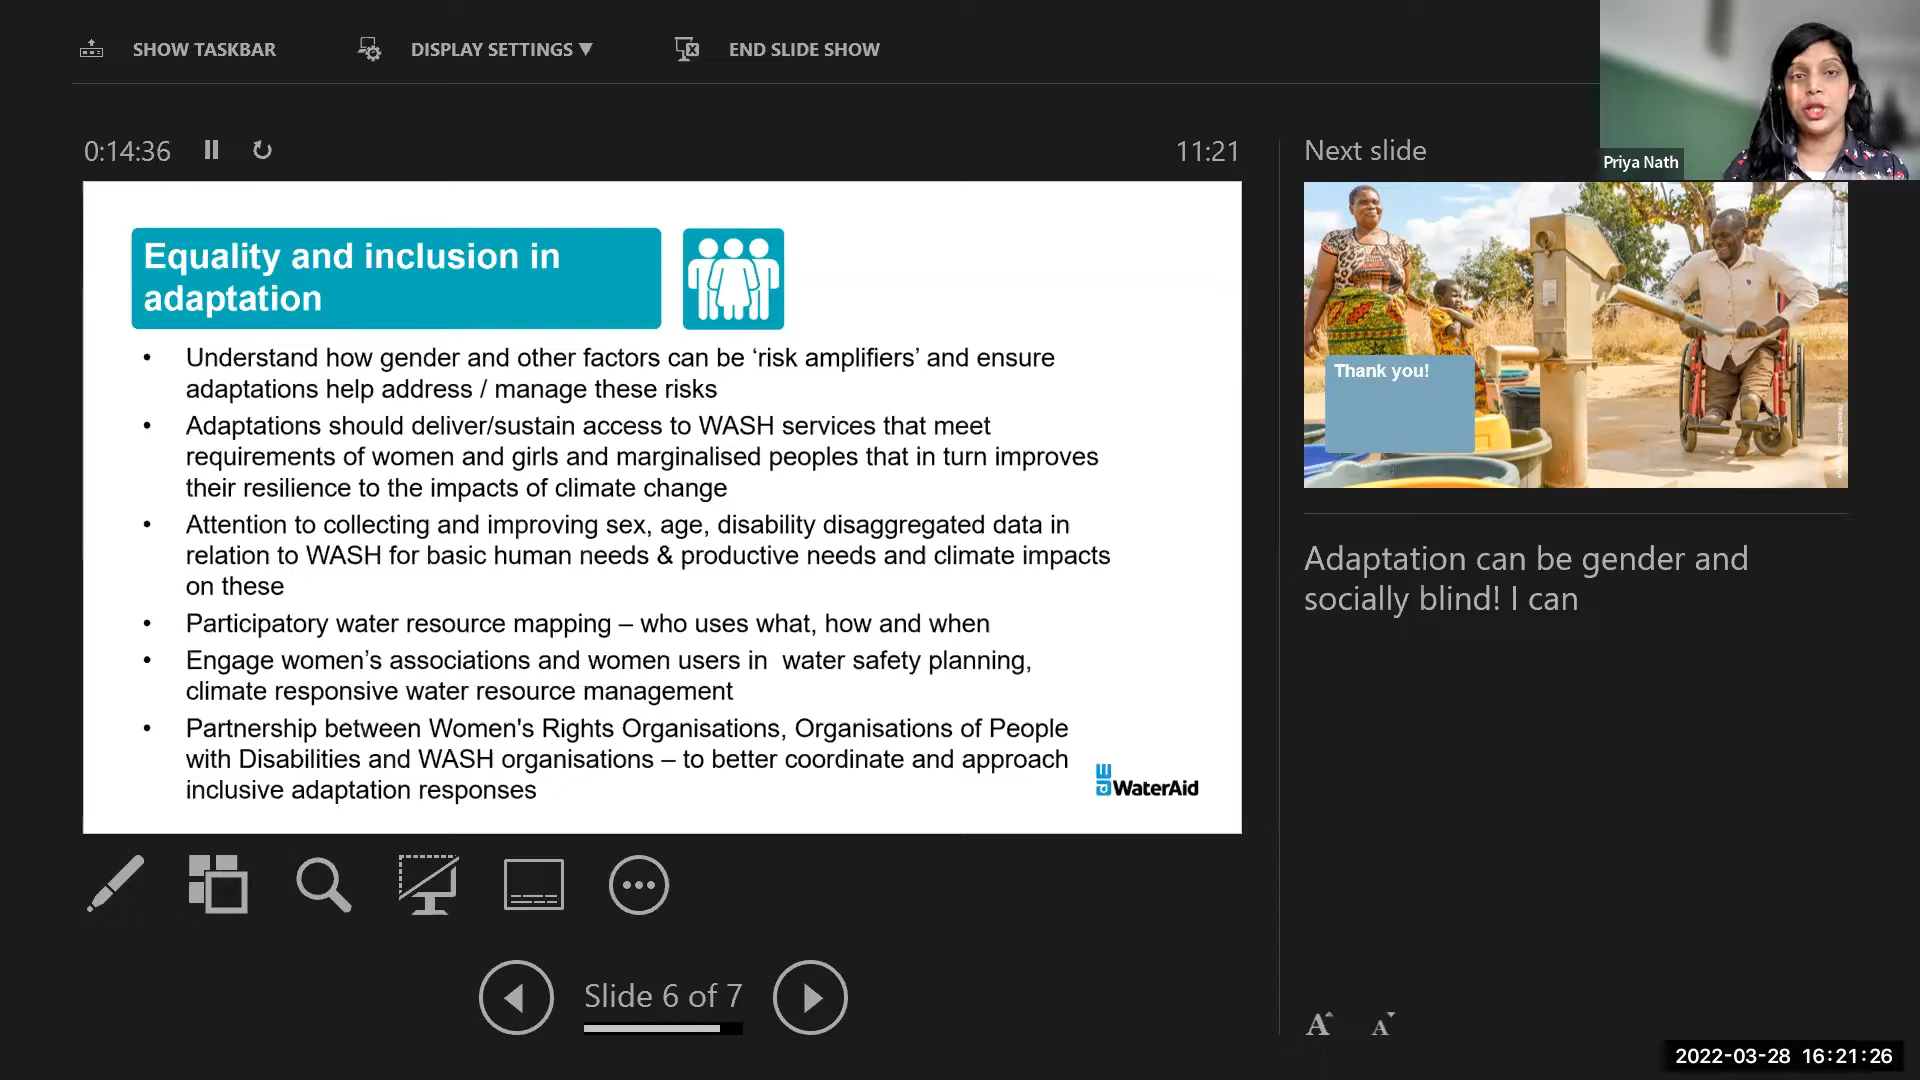 SHOW TASKBAR
DISPLAY SETTINGS ▼
END SLIDE SHOW
0:14:36
11:21
Next slide
Priya Nath
Equality and inclusion in
adaptation
• Understand how gender and other factors can be ‘risk amplifiers’ and ensure
adaptations help address / manage these risks
• Adaptations should deliver/sustain access to WASH services that meet
requirements of women and girls and marginalised peoples that in turn improves
their resilience to the impacts of climate change
• Attention to collecting and improving sex, age, disability disaggregated data in
relation to WASH for basic human needs & productive needs and climate impacts
on these
• Participatory water resource mapping – who uses what, how and when
• Engage women’s associations and women users in  water safety planning,
climate responsive water resource management
• Partnership between Women's Rights Organisations, Organisations of People
with Disabilities and WASH organisations – to better coordinate and approach
inclusive adaptation responses
WaterAid
Thank you!
Adaptation can be gender and
socially blind! I can
Slide 6 of 7
A A
2022-03-28 16:21:26